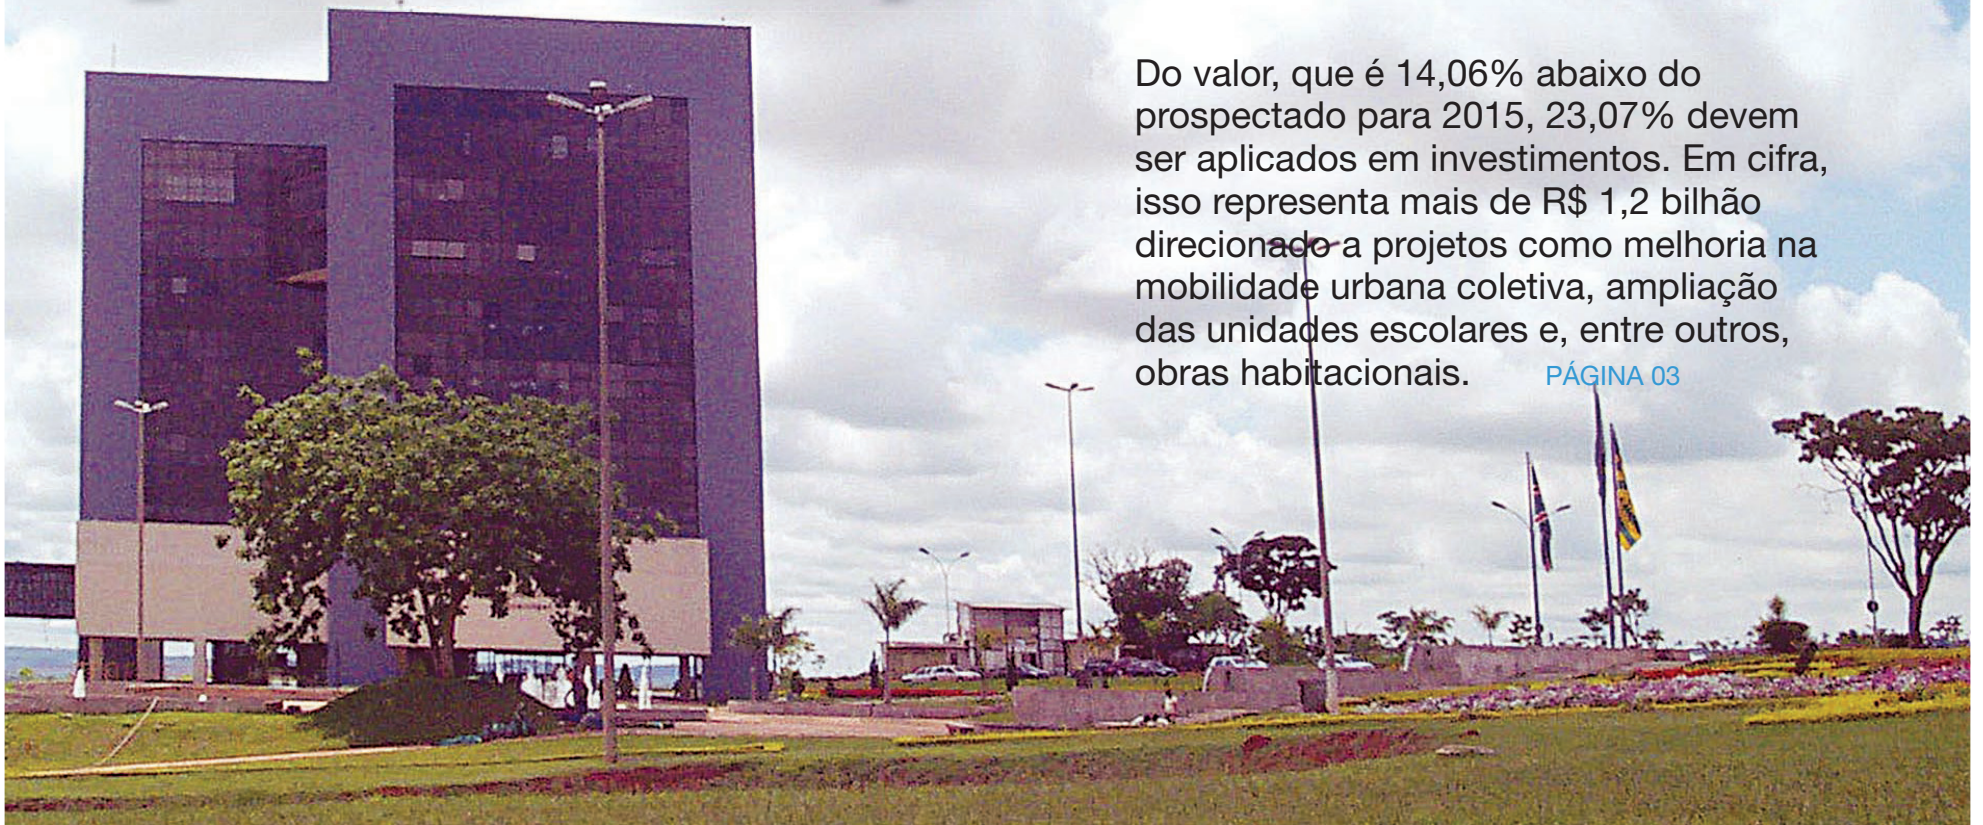 Do valor, que é 14,06% abaixo do
prospectado para 2015, 23,07% devem
ser aplicados em investimentos. Em cifra,
isso representa mais de R$ 1,2 bilhão
direcionado a projetos como melhoria na
mobilidade urbana coletiva, ampliação
das unidades escolares e, entre outros,
obras habitacionais. PÁGINA 03